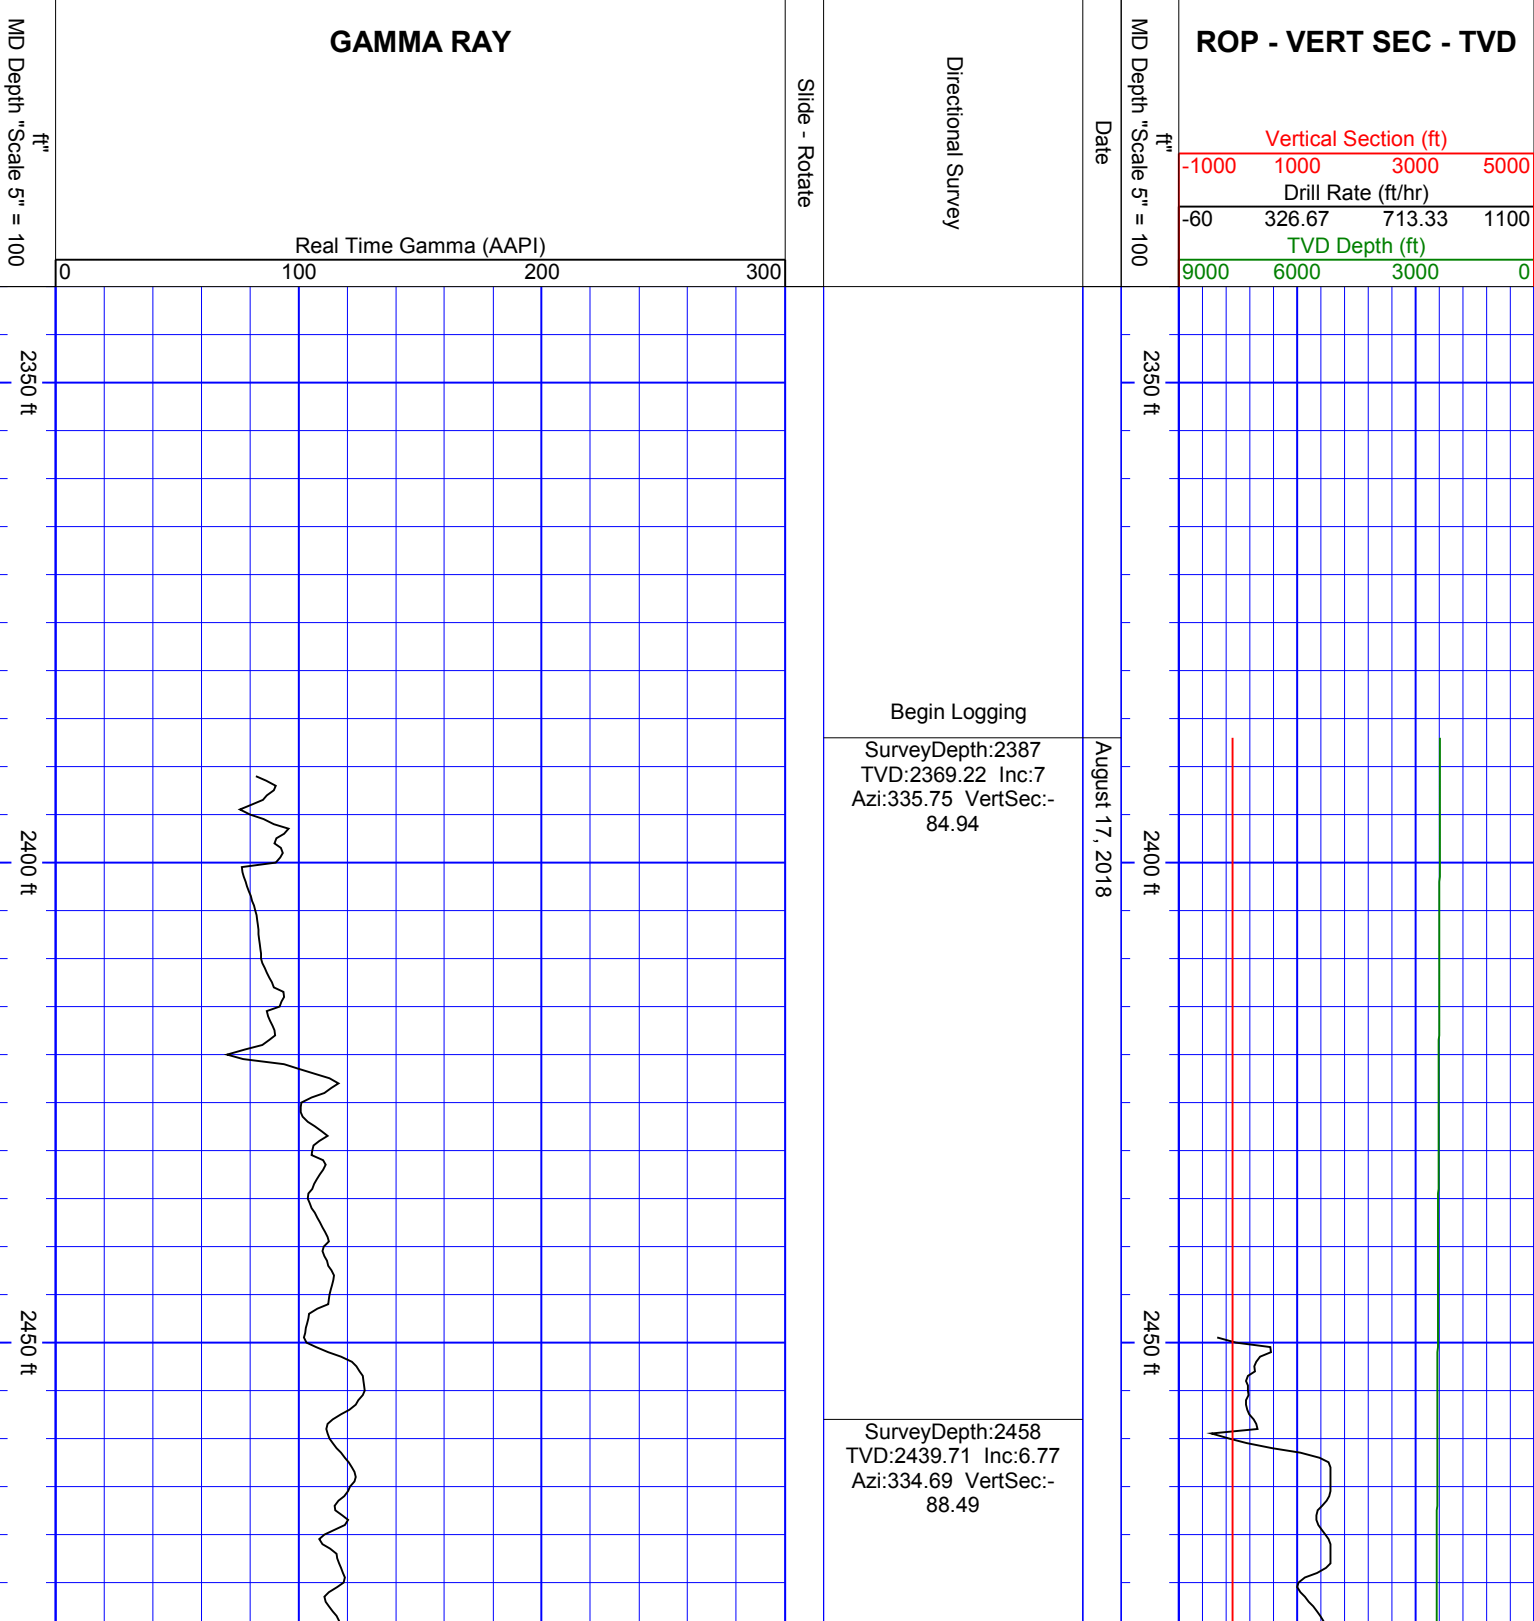 MD Depth "Scale 5" = 100
ft"
GAMMA RAY
Real Time Gamma (AAPI)
0 100 200 300
Slide - Rotate
Directional Survey
Date
MD Depth "Scale 5" = 100
ft"
ROP - VERT SEC - TVD
Vertical Section (ft)
-1000 1000 3000 5000
Drill Rate (ft/hr)
-60 326.67 713.33 1100
TVD Depth (ft)
9000 6000 3000 0
2350 ft
2400 ft
2450 ft
Begin Logging
SurveyDepth:2387
TVD:2369.22 Inc:7
Azi:335.75 VertSec:-
84.94
SurveyDepth:2458
TVD:2439.71 Inc:6.77
Azi:334.69 VertSec:-
88.49
August 17, 2018
2350 ft
2400 ft
2450 ft